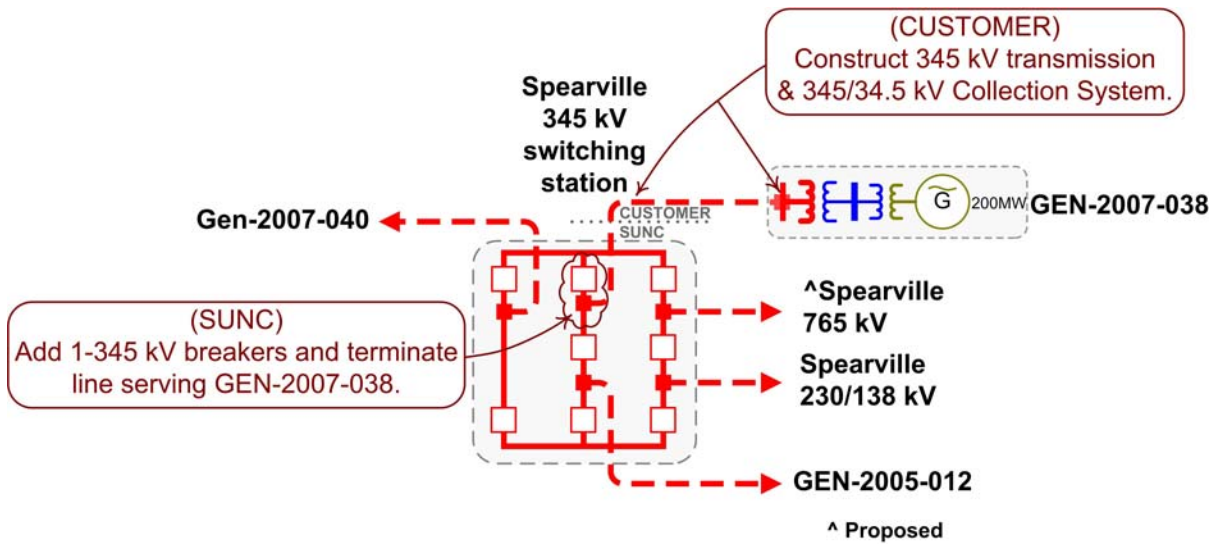 (CUSTOMER)
Construct 345 kV transmission
& 345/34.5 kV Collection System.
Spearville
345 kV
switching
station
CUSTOMER
SUNC
G
200MW
GEN-2007-038
Gen-2007-040
(SUNC)
Add 1-345 kV breakers and terminate
line serving GEN-2007-038.
^Spearville
765 kV
Spearville
230/138 kV
GEN-2005-012
^ Proposed